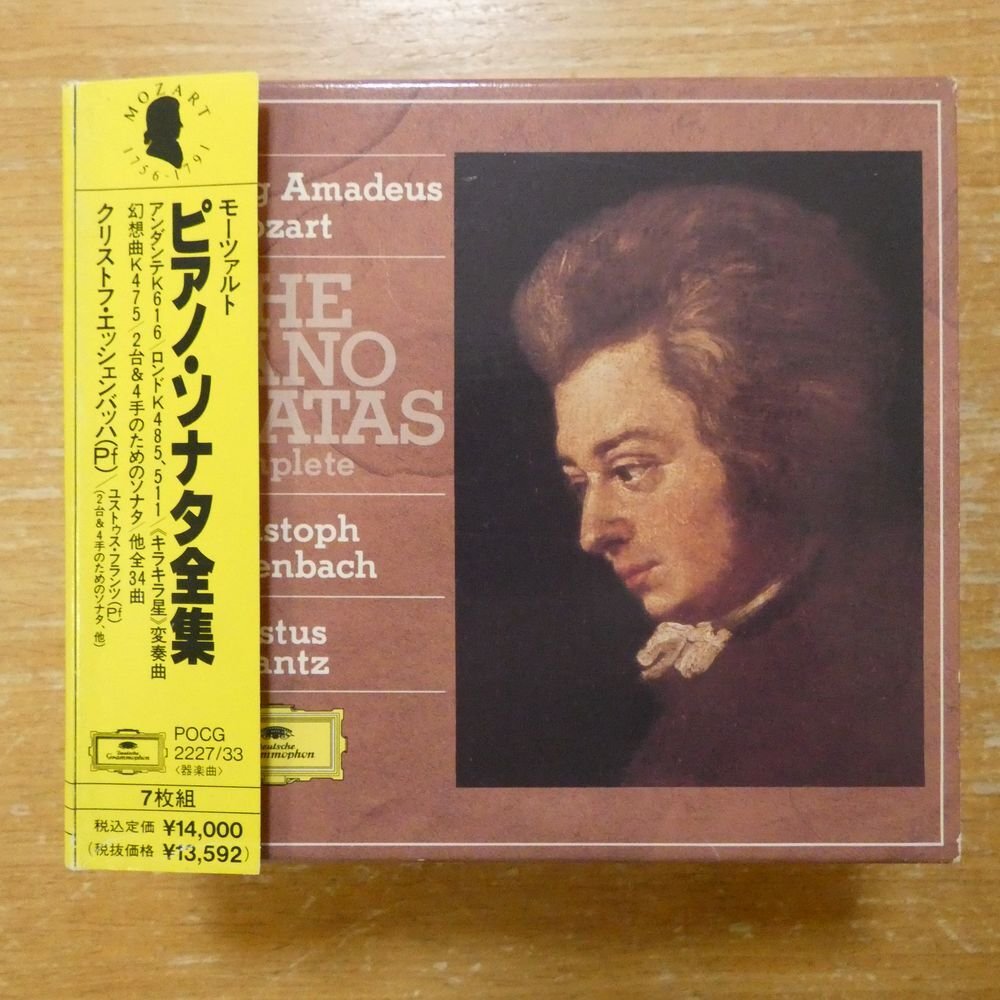 MOZART
1756-1791
モーツァルト
ピアノ・ソナタ全集
アンダンテK616/ロンドK485、511/《キラキラ星》変奏曲
幻想曲K475/2台&4手のためのソナタ/他全34曲
クリストフ・エッシェンバッハ(Pf)/ユストゥス・フランツ(Pf)
(2台&4手のためのソナタ、他)
Deutsche
Grammophon
POCG
2227/33
〈器楽曲〉
7枚組
税込定価 ¥14,000
(税抜価格 ¥13,592)
g Amadeus
ozart
HE
ANO
ATAS
mplete
stoph
enbach
stus
antz
Deutsche
Grammophon